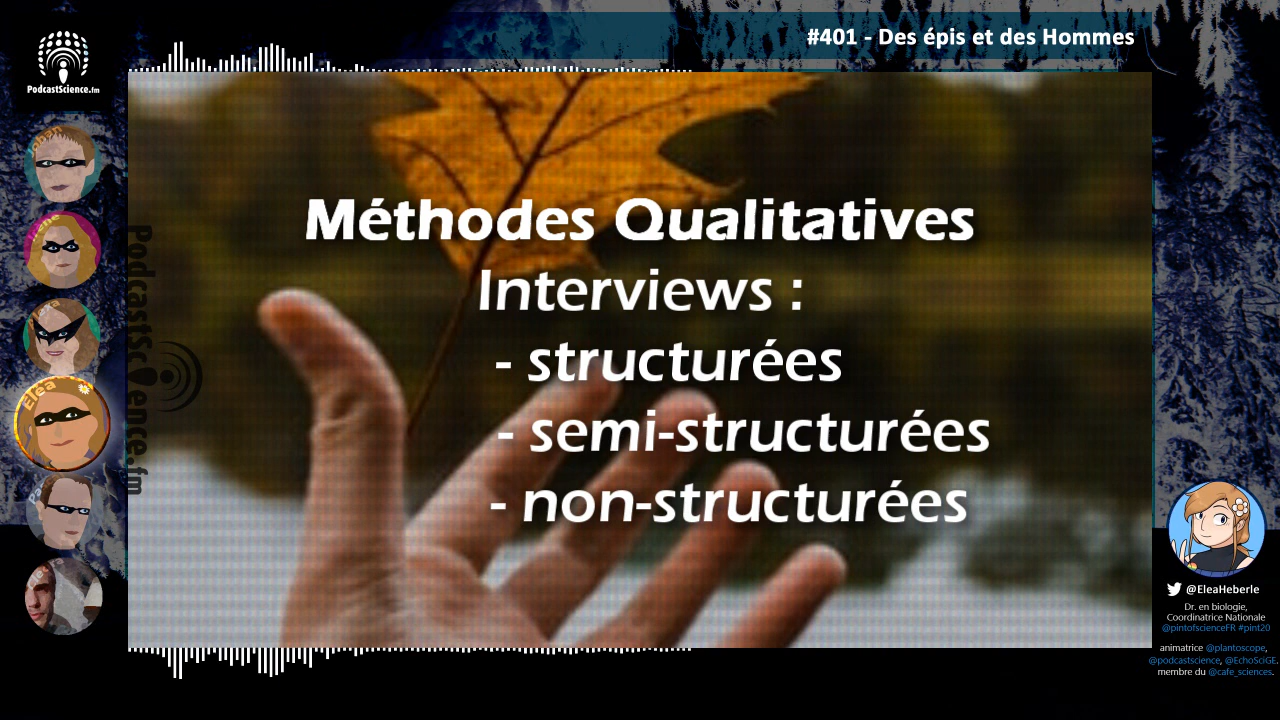 #401 - Des épis et des Hommes
PodcastScience.fm
Méthodes Qualitatives
Interviews :
- structurées
- semi-structurées
- non-structurées
PodcastScience.fm
Eléa
@EleaHeberle
Dr. en biologie,
Coordinatrice Nationale
@pintofscienceFR #pint20
animatrice @plantoscope,
@podcastscience, @EchoSciGE.
membre du @cafe_sciences.